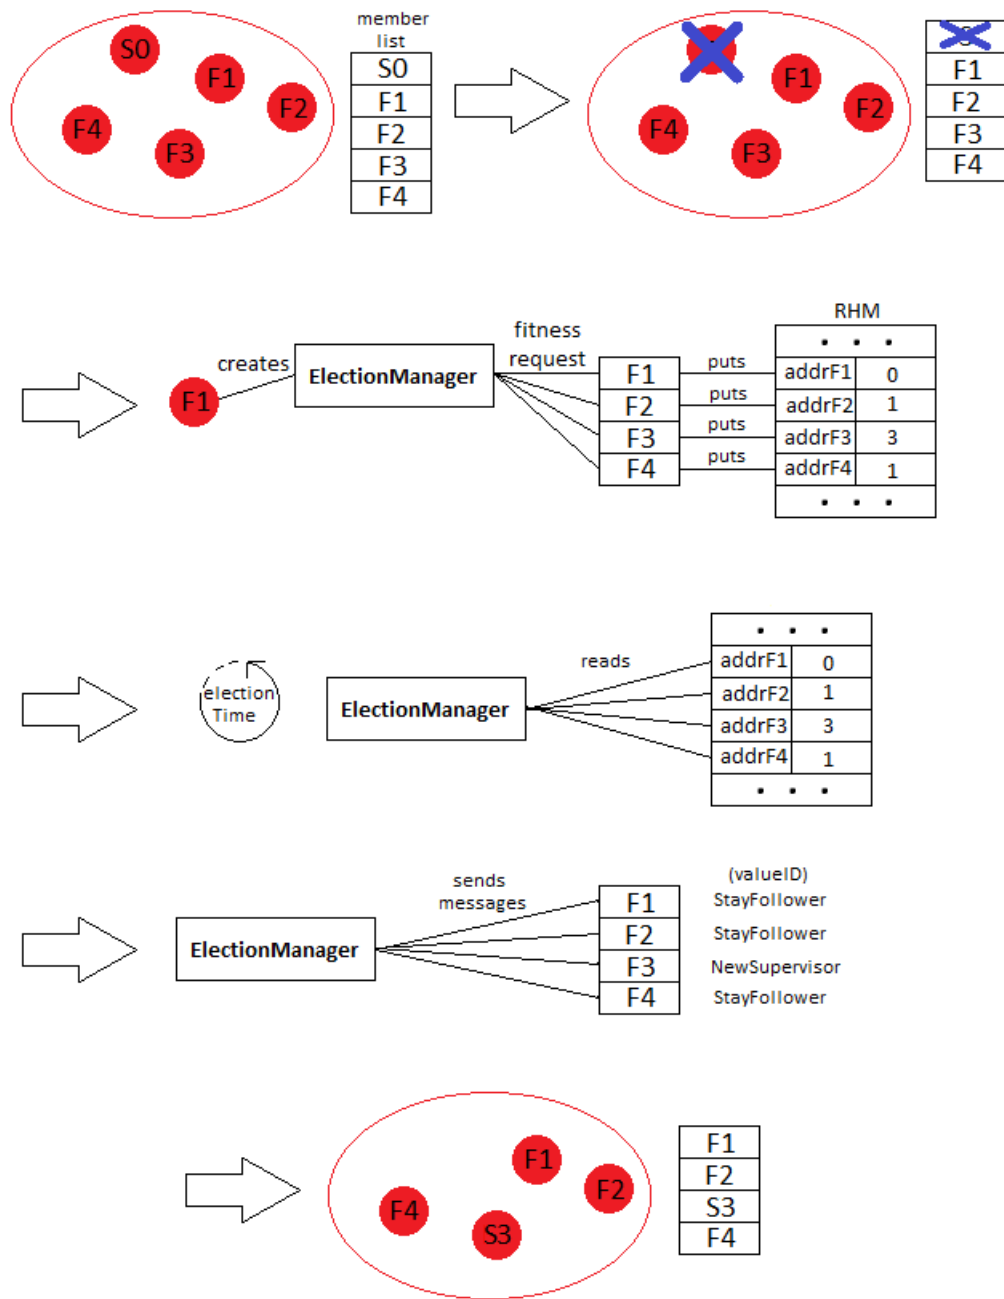 member
list
S0
F1
F2
F3
F4
S0
F1
F2
F3
F4
F1
F2
F3
F4
F1
F2
F3
F4
F1
creates
ElectionManager
fitness
request
F1
F2
F3
F4
puts
puts
puts
puts
RHM
. . .
addrF1 0
addrF2 1
addrF3 3
addrF4 1
. . .
election
Time
ElectionManager
reads
. . .
addrF1 0
addrF2 1
addrF3 3
addrF4 1
. . .
ElectionManager
sends
messages
(valueID)
F1 StayFollower
F2 StayFollower
F3 NewSupervisor
F4 StayFollower
F1
F2
F4
S3
F1
F2
S3
F4